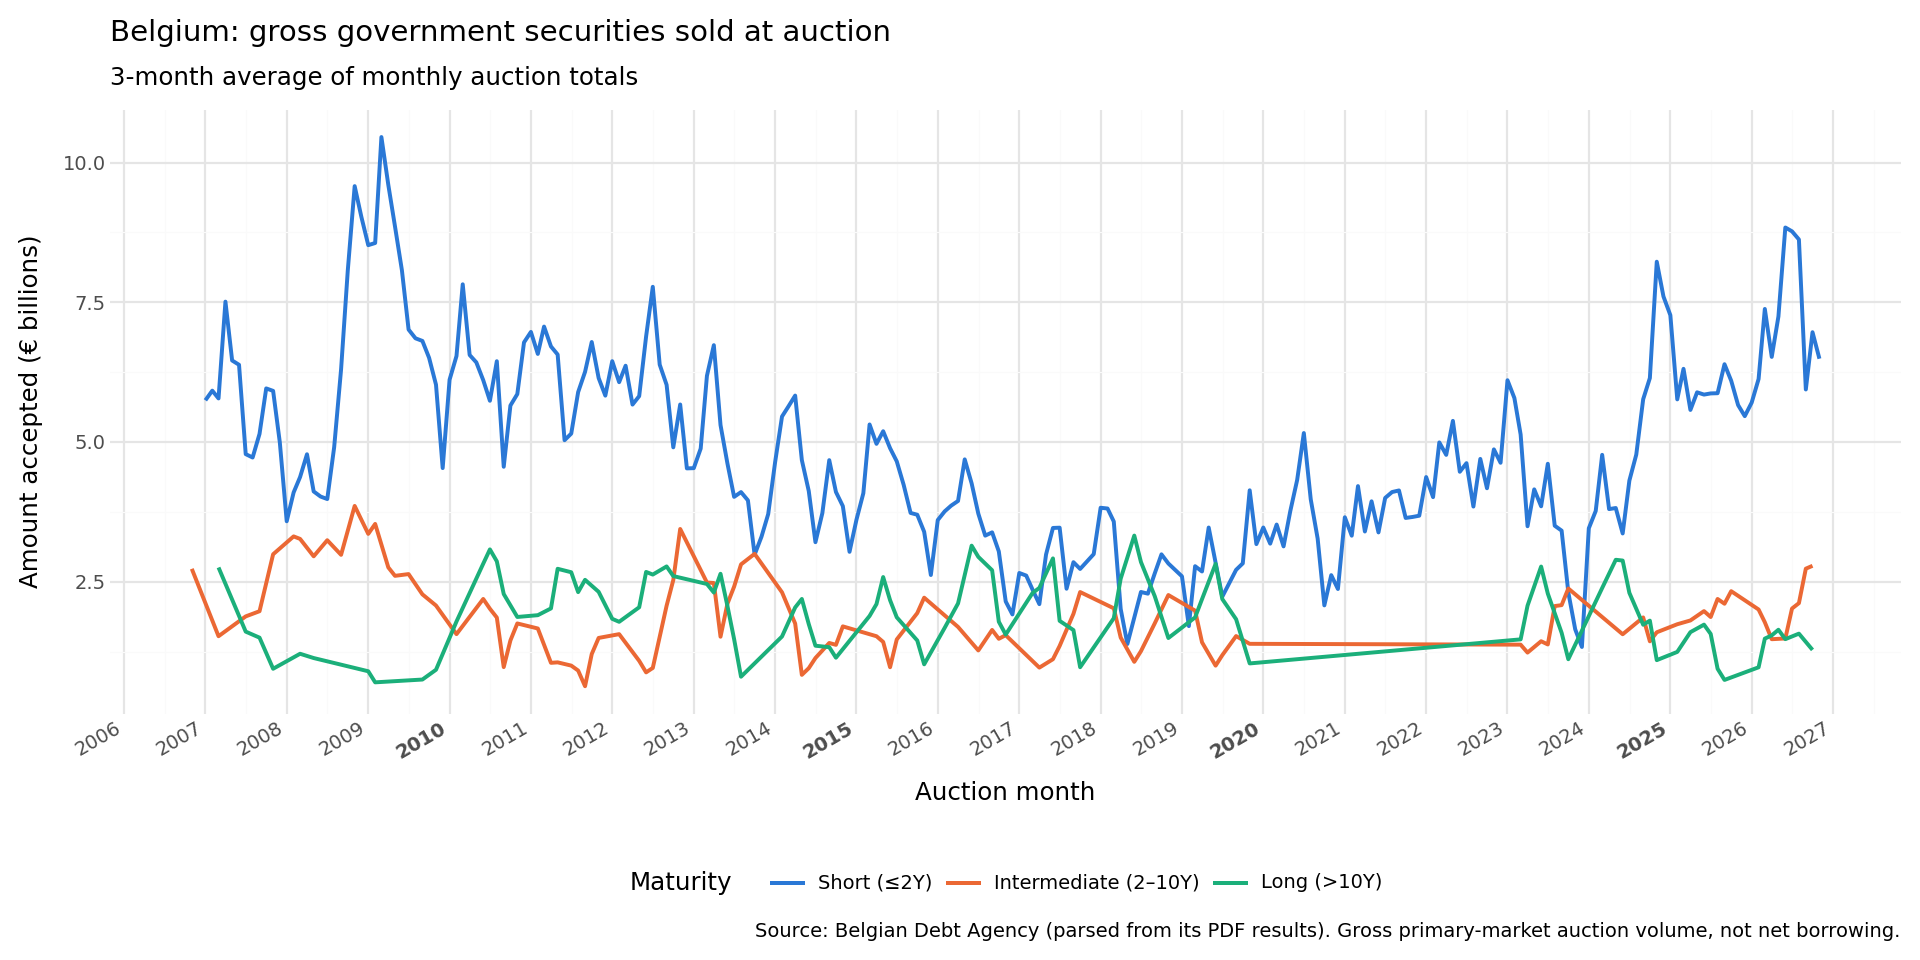 Belgium: gross government securities sold at auction
3-month average of monthly auction totals
Amount accepted (€ billions)
10.0
7.5
5.0
2.5
2006
2007
2008
2009
2010
2011
2012
2013
2014
2015
2016
2017
2018
2019
2020
2021
2022
2023
2024
2025
2026
2027
Auction month
Maturity
Short (≤2Y)
Intermediate (2–10Y)
Long (>10Y)
Source: Belgian Debt Agency (parsed from its PDF results). Gross primary-market auction volume, not net borrowing.